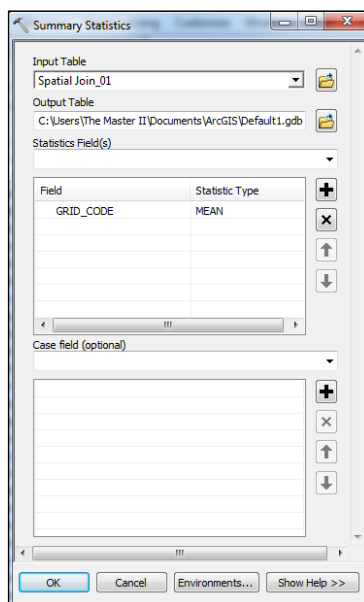 Summary Statistics
Input Table
Spatial Join_01
Output Table
C:\Users\The Master II\Documents\ArcGIS\Default1.gdb
Statistics Field(s)
Field Statistic Type
GRID_CODE MEAN
Case field (optional)
OK Cancel Environments... Show Help >>